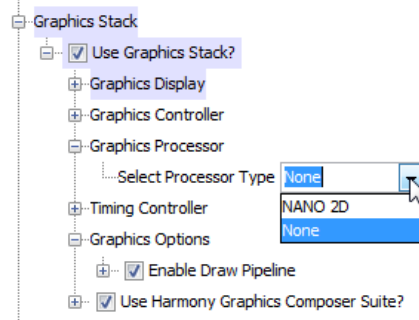 Graphics Stack
Use Graphics Stack?
Graphics Display
Graphics Controller
Graphics Processor
Select Processor Type None
NANO 2D
Timing Controller
None
Graphics Options
Enable Draw Pipeline
Use Harmony Graphics Composer Suite?